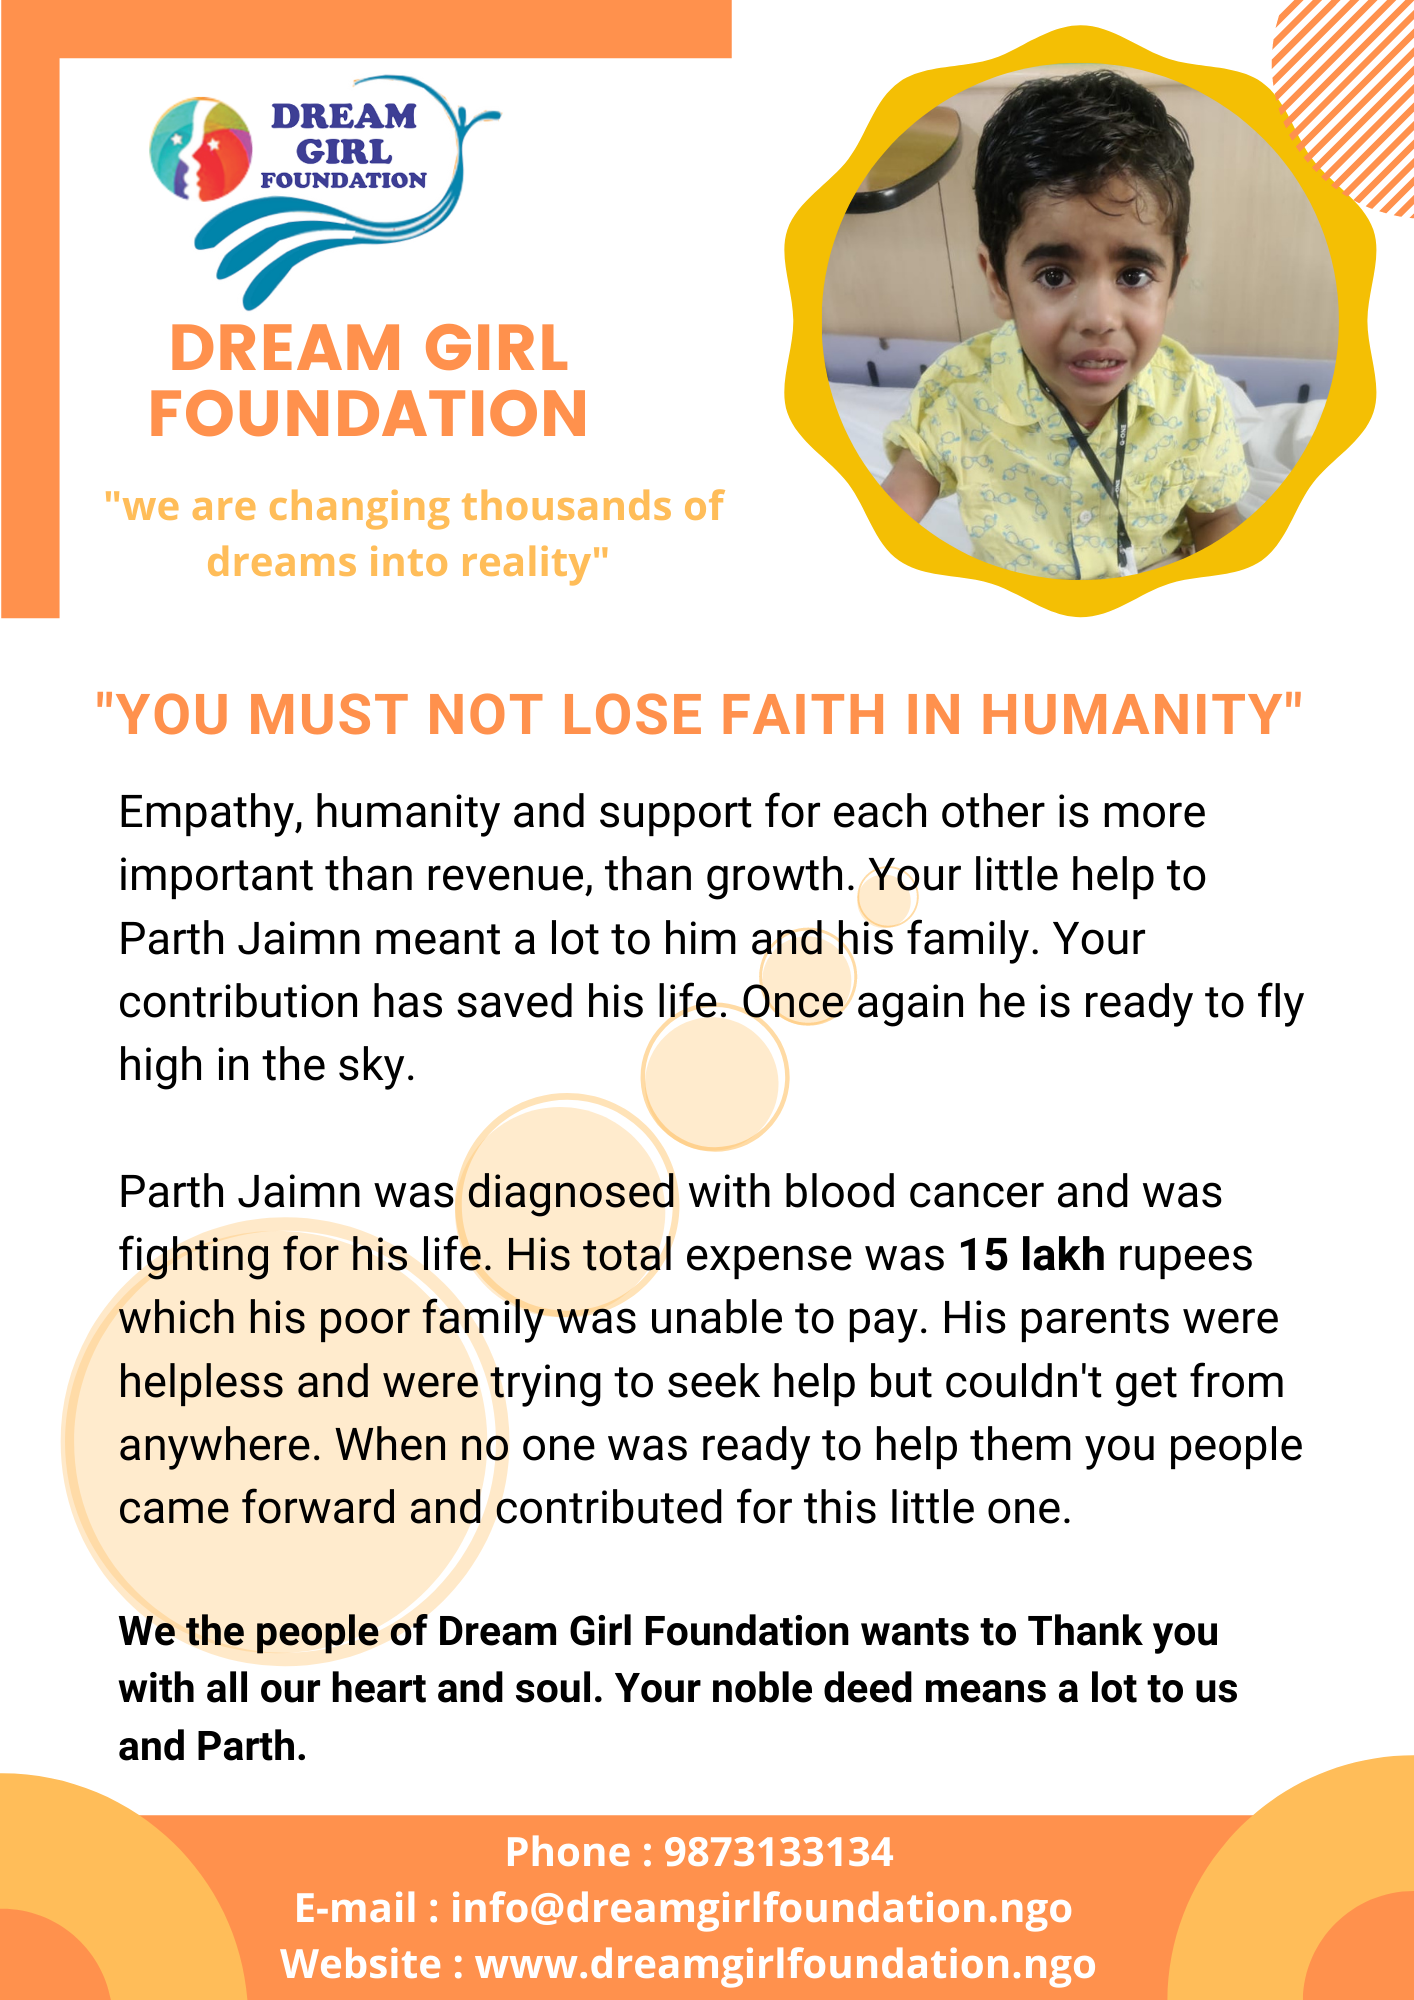 DREAM
GIRL
FOUNDATION
DREAM GIRL
FOUNDATION
"we are changing thousands of
dreams into reality"
G-ONE
"YOU MUST NOT LOSE FAITH IN HUMANITY"
Empathy, humanity and support for each other is more
important than revenue, than growth. Your little help to
Parth Jaimn meant a lot to him and his family. Your
contribution has saved his life. Once again he is ready to fly
high in the sky.
Parth Jaimn was diagnosed with blood cancer and was
fighting for his life. His total expense was 15 lakh rupees
which his poor family was unable to pay. His parents were
helpless and were trying to seek help but couldn't get from
anywhere. When no one was ready to help them you people
came forward and contributed for this little one.
We the people of Dream Girl Foundation wants to Thank you
with all our heart and soul. Your noble deed means a lot to us
and Parth.
Phone : 9873133134
E-mail : info@dreamgirlfoundation.ngo
Website : www.dreamgirlfoundation.ngo